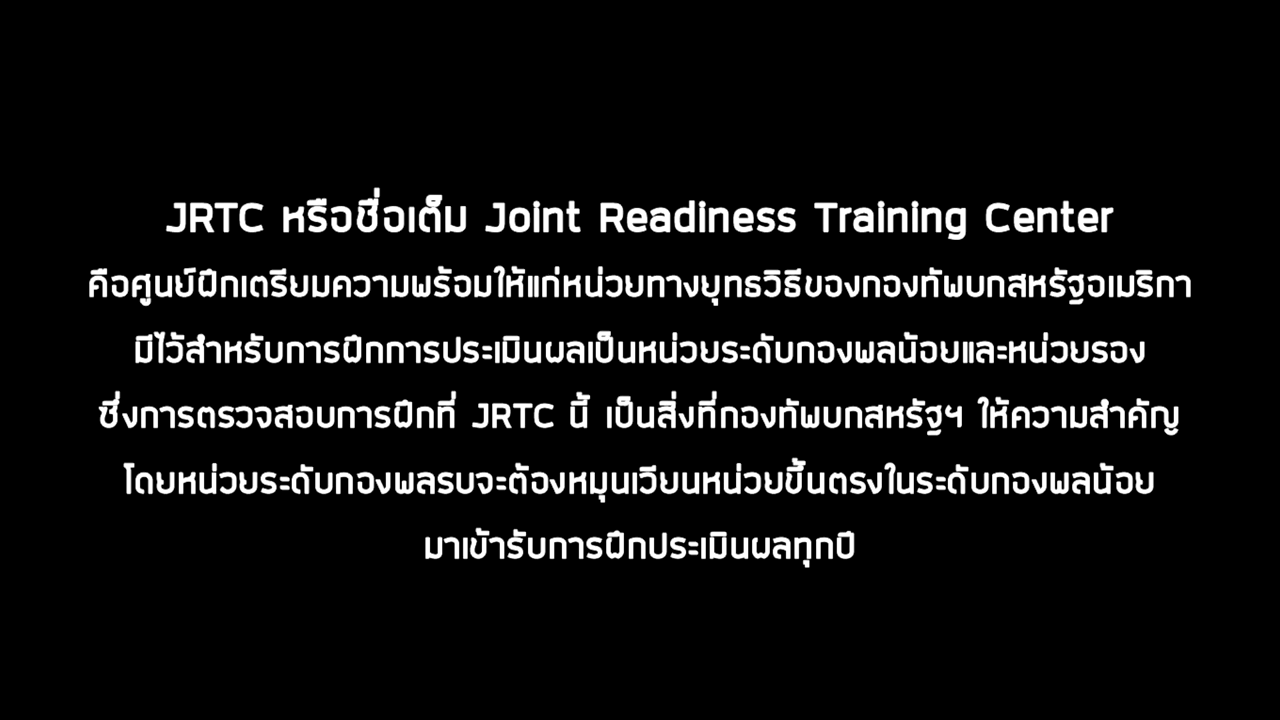 JRTC หรือชื่อเต็ม Joint Readiness Training Center
คือศูนย์ฝึกเตรียมความพร้อมให้แก่หน่วยทางยุทธวิธีของกองทัพบกสหรัฐอเมริกา
มีไว้สำหรับการฝึกการประเมินผลเป็นหน่วยระดับกองพลน้อยและหน่วยรอง
ซึ่งการตรวจสอบการฝึกที่ JRTC นี้ เป็นสิ่งที่กองทัพบกสหรัฐฯ ให้ความสำคัญ
โดยหน่วยระดับกองพลรบจะต้องหมุนเวียนหน่วยขึ้นตรงในระดับกองพลน้อย
มาเข้ารับการฝึกประเมินผลทุกปี